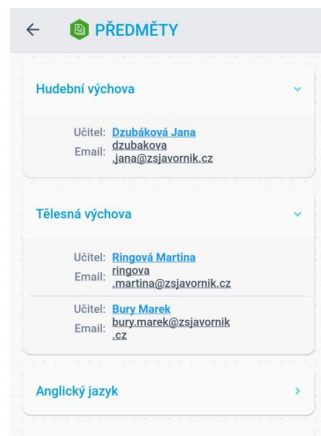 PŘEDMĚTY
Hudební výchova
Učitel: Dzubáková Jana
Email: dzubakova
.jana@zsjavornik.cz
Tělesná výchova
Učitel: Ringová Martina
Email: ringova
.martina@zsjavornik.cz
Učitel: Bury Marek
Email: bury.marek@zsjavornik
.cz
Anglický jazyk